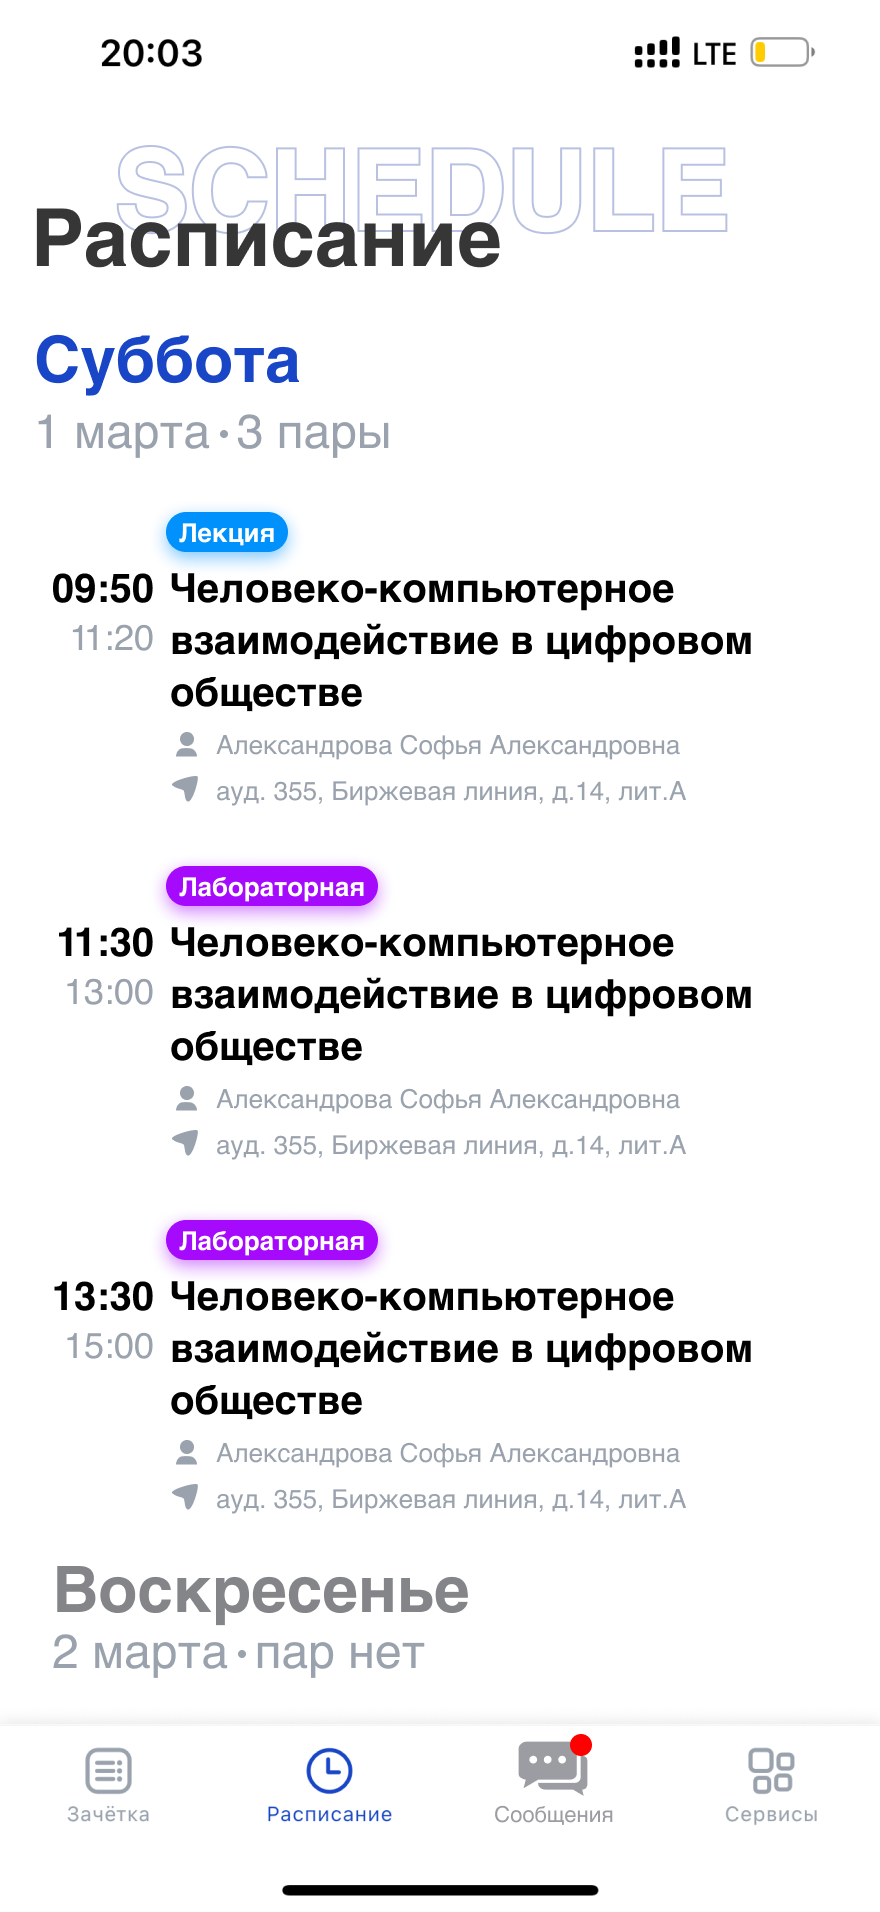 20:03
LTE
SCHEDULE
Расписание
Суббота
1 марта·3 пары
Лекция
09:50 Человеко-компьютерное
11:20 взаимодействие в цифровом
обществе
Александрова Софья Александровна
ауд. 355, Биржевая линия, д.14, лит.А
Лабораторная
11:30 Человеко-компьютерное
13:00 взаимодействие в цифровом
обществе
Александрова Софья Александровна
ауд. 355, Биржевая линия, д.14, лит.А
Лабораторная
13:30 Человеко-компьютерное
15:00 взаимодействие в цифровом
обществе
Александрова Софья Александровна
ауд. 355, Биржевая линия, д.14, лит.А
Воскресенье
2 марта·пар нет
Зачётка
Расписание
Сообщения
Сервисы